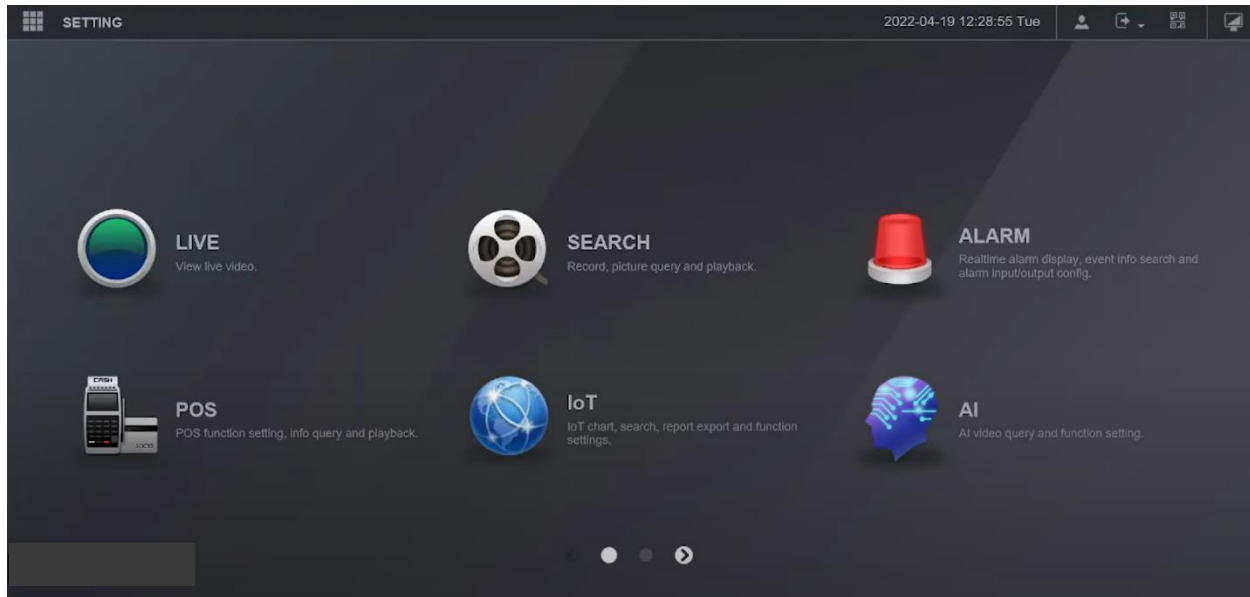 SETTING
2022-04-19 12:28:55 Tue
LIVE
View live video.
SEARCH
Record, picture query and playback.
ALARM
Realtime alarm display, event info search and
alarm input/output config.
CASH
POS
POS function setting, info query and playback.
IoT
IoT chart, search, report export and function
settings.
AI
AI video query and function setting.